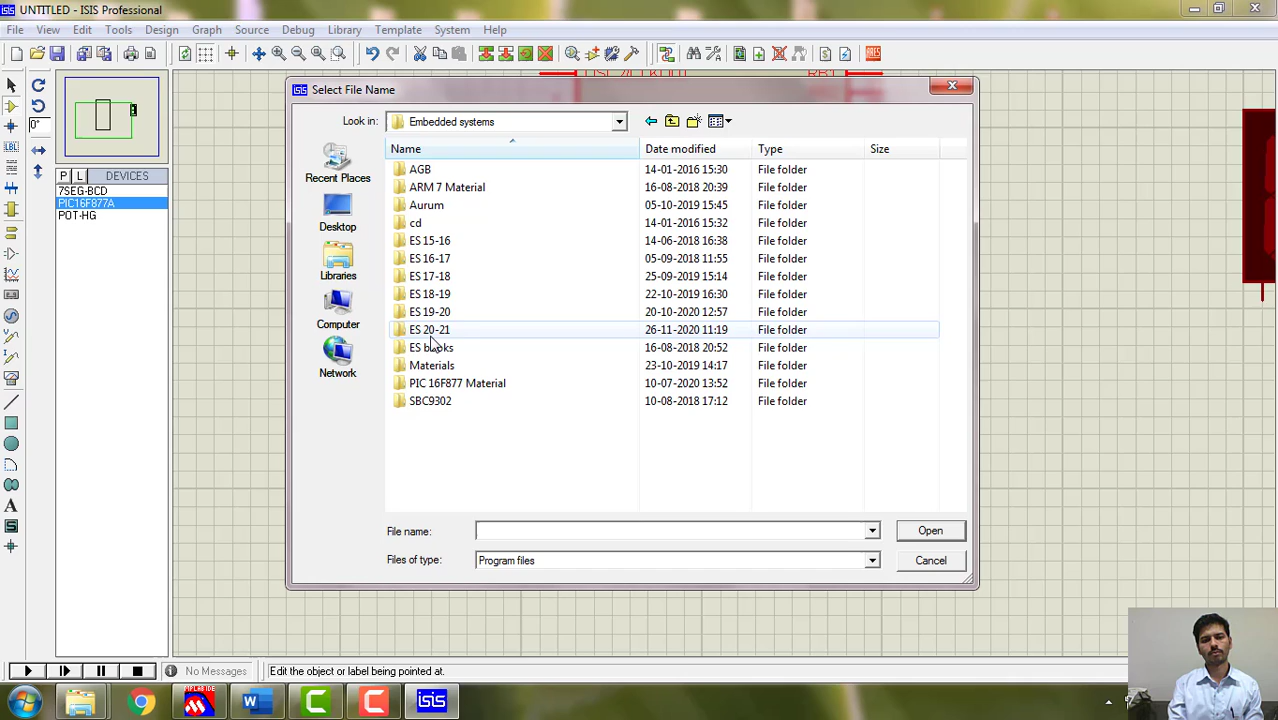 UNTITLED - ISIS Professional
File View Edit Tools Design Graph Source Debug Library Template System Help
ARES
0°
LBL
P L DEVICES
7SEG-BCD
PIC16F877A
POT-HG
RB1
Select File Name
Look in: Embedded systems
Name Date modified Type Size
Recent Places
Desktop
Libraries
Computer
Network
AGB 14-01-2016 15:30 File folder
ARM 7 Material 16-08-2018 20:39 File folder
Aurum 05-10-2019 15:45 File folder
cd 14-01-2016 15:32 File folder
ES 15-16 14-06-2018 16:38 File folder
ES 16-17 05-09-2018 11:55 File folder
ES 17-18 25-09-2019 15:14 File folder
ES 18-19 22-10-2019 16:30 File folder
ES 19-20 20-10-2020 12:57 File folder
ES 20-21 26-11-2020 11:19 File folder
ES books 16-08-2018 20:52 File folder
Materials 23-10-2019 14:17 File folder
PIC 16F877 Material 10-07-2020 13:52 File folder
SBC9302 10-08-2018 17:12 File folder
File name: Open
Files of type: Program files Cancel
No Messages Edit the object or label being pointed at.
MPLAB IDE
isis